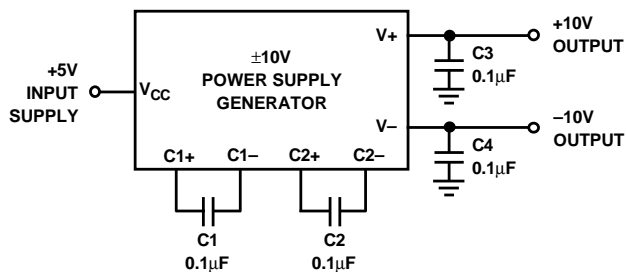 +5V
INPUT
SUPPLY
VCC
±10V
POWER SUPPLY
GENERATOR
V+
+10V
OUTPUT
C3
0.1μF
V–
–10V
OUTPUT
C4
0.1μF
C1+ C1– C2+ C2–
C1
0.1μF
C2
0.1μF